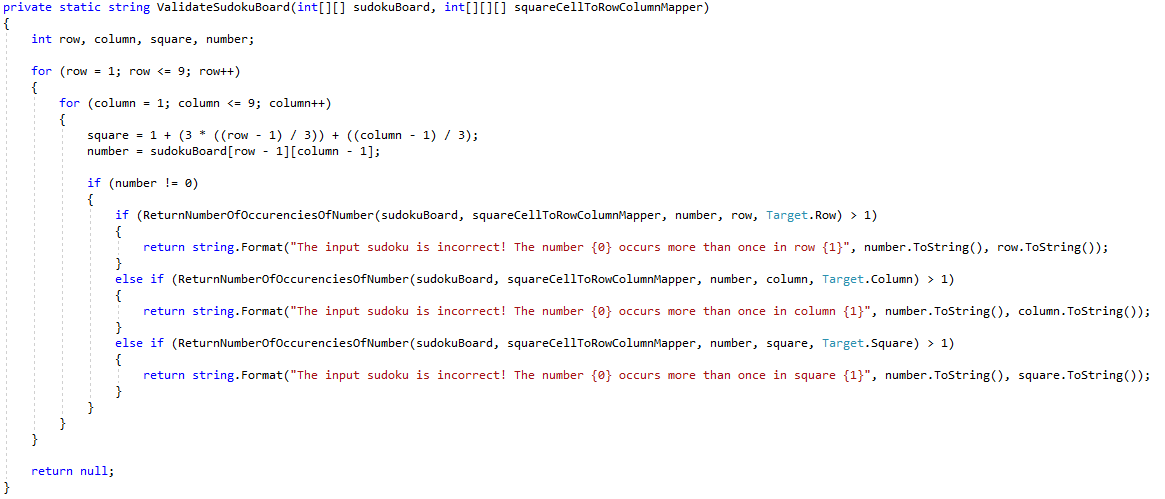 private static string ValidateSudokuBoard(int[][] sudokuBoard, int[][][] squareCellToRowColumnMapper)
{
    int row, column, square, number;

    for (row = 1; row <= 9; row++)
    {
        for (column = 1; column <= 9; column++)
        {
            square = 1 + (3 * ((row - 1) / 3)) + ((column - 1) / 3);
            number = sudokuBoard[row - 1][column - 1];

            if (number != 0)
            {
                if (ReturnNumberOfOccurenciesOfNumber(sudokuBoard, squareCellToRowColumnMapper, number, row, Target.Row) > 1)
                {
                    return string.Format("The input sudoku is incorrect! The number {0} occurs more than once in row {1}", number.ToString(), row.ToString());
                }
                else if (ReturnNumberOfOccurenciesOfNumber(sudokuBoard, squareCellToRowColumnMapper, number, column, Target.Column) > 1)
                {
                    return string.Format("The input sudoku is incorrect! The number {0} occurs more than once in column {1}", number.ToString(), column.ToString());
                }
                else if (ReturnNumberOfOccurenciesOfNumber(sudokuBoard, squareCellToRowColumnMapper, number, square, Target.Square) > 1)
                {
                    return string.Format("The input sudoku is incorrect! The number {0} occurs more than once in square {1}", number.ToString(), square.ToString());
                }
            }
        }
    }

    return null;
}